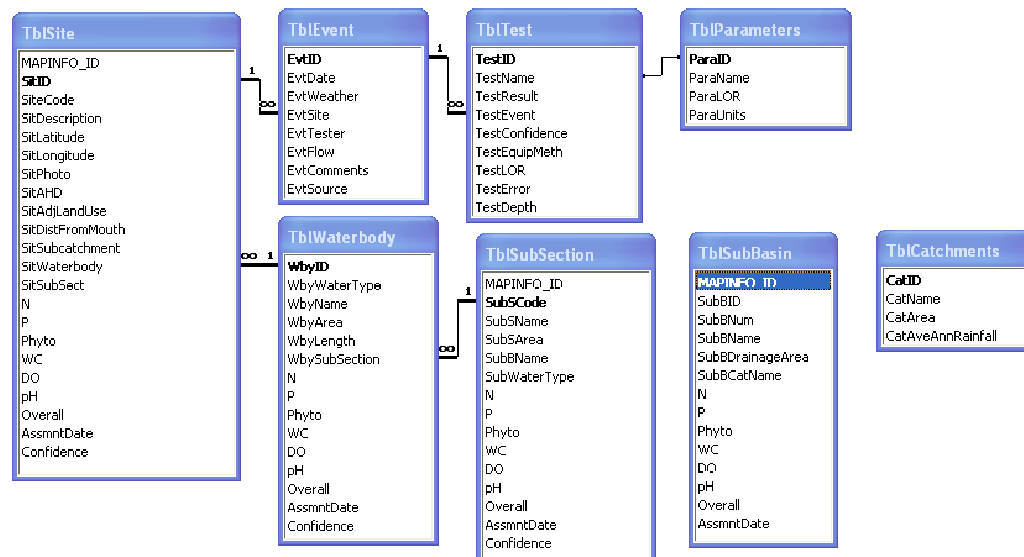 TblSite
MAPINFO_ID
SitID
SiteCode
SitDescription
SitLatitude
SitLongitude
SitPhoto
SitAHD
SitAdjLandUse
SitDistFromMouth
SitSubcatchment
SitWaterbody
SitSubSect
N
P
Phyto
WC
DO
pH
Overall
AssmntDate
Confidence
1
∞
TblEvent
EvtID
EvtDate
EvtWeather
EvtSite
EvtTester
EvtFlow
EvtComments
EvtSource
1
∞
TblTest
TestID
TestName
TestResult
TestEvent
TestConfidence
TestEquipMeth
TestLOR
TestError
TestDepth
TblParameters
ParaID
ParaName
ParaLOR
ParaUnits
∞ 1
TblWaterbody
WbyID
WbyWaterType
WbyName
WbyArea
WbyLength
WbySubSection
N
P
Phyto
WC
DO
pH
Overall
AssmntDate
Confidence
1
∞
TblSubSection
MAPINFO_ID
SubSCode
SubSName
SubSArea
SubBName
SubWaterType
N
P
Phyto
WC
DO
pH
Overall
AssmntDate
Confidence
TblSubBasin
MAPINFO_ID
SubBID
SubBNum
SubBName
SubBDrainageArea
SubBCatName
N
P
Phyto
WC
DO
pH
Overall
AssmntDate
TblCatchments
CatID
CatName
CatArea
CatAveAnnRainfall